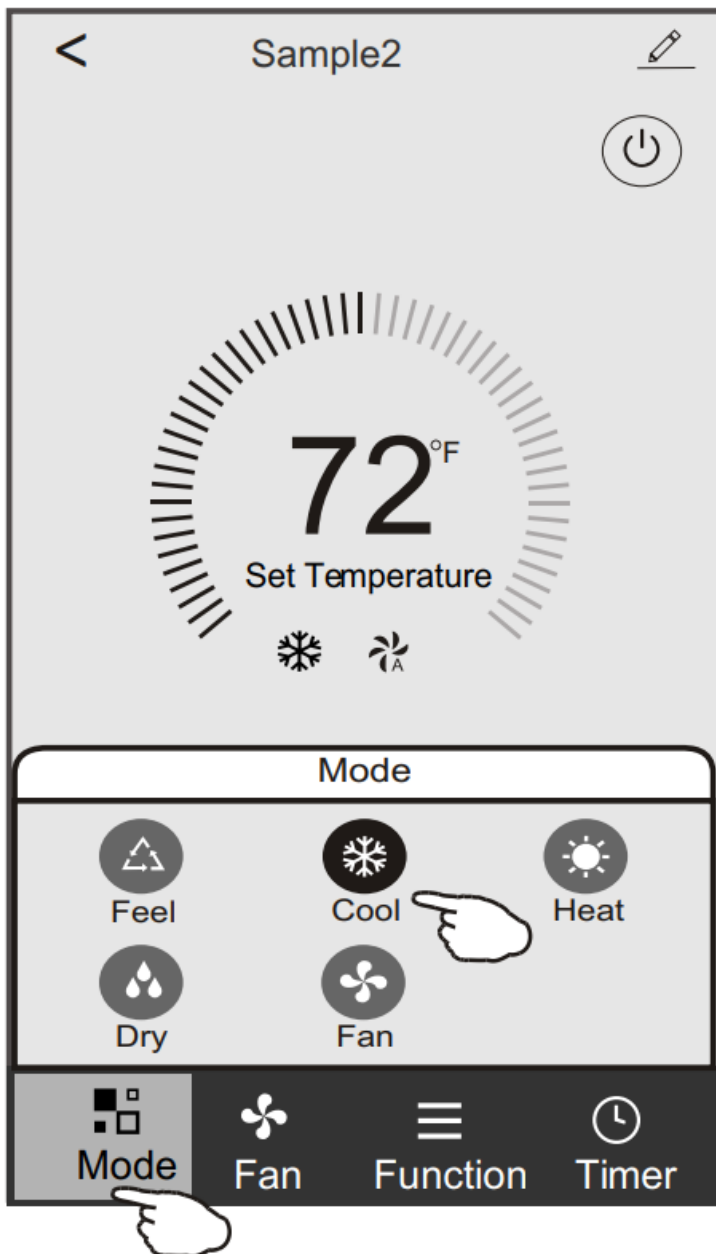 < Sample2
72°F
Set Temperature
A
Mode
Feel Cool Heat
Dry Fan
Mode Fan Function Timer